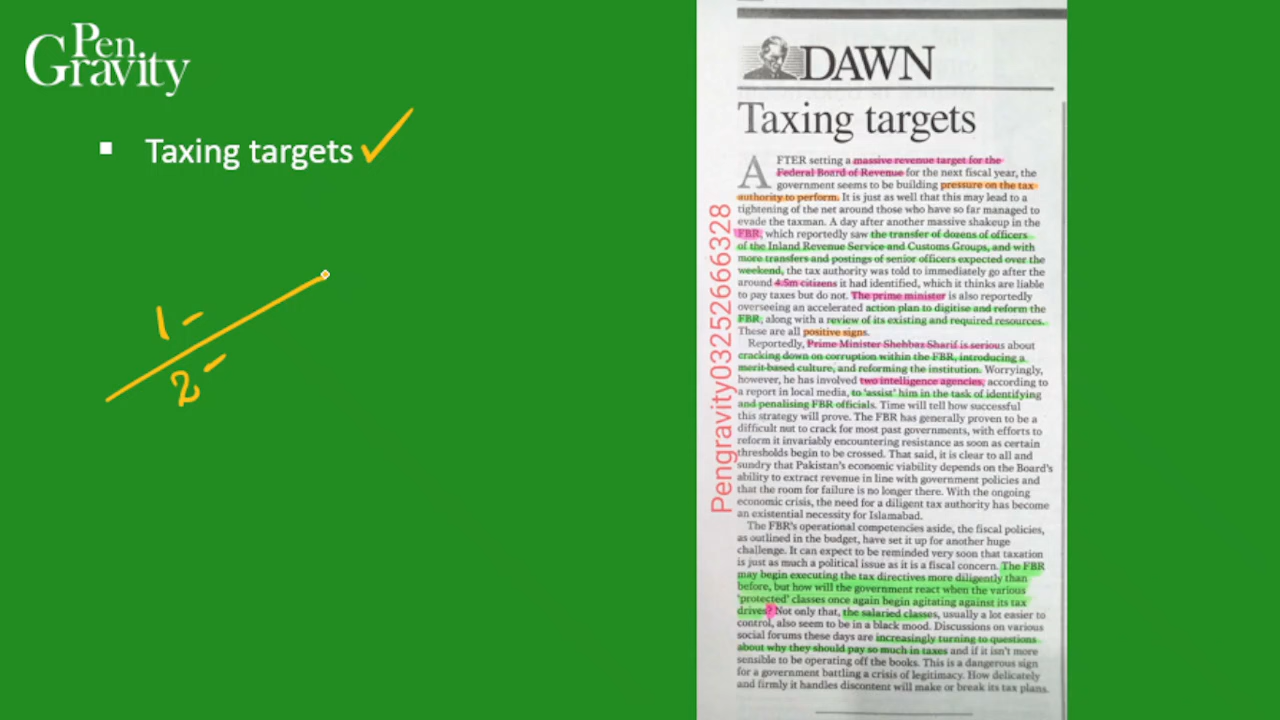 Pen
Gravity
▪ Taxing targets
1 -
2 -
Pengravity03252666328
DAWN
Taxing targets
AFTER setting a massive revenue target for the
Federal Board of Revenue for the next fiscal year, the
government seems to be building pressure on the tax
authority to perform. It is just as well that this may lead to a
tightening of the net around those who have so far managed to
evade the taxman. A day after another massive shakeup in the
FBR, which reportedly saw the transfer of dozens of officers
of the Inland Revenue Service and Customs Groups, and with
more transfers and postings of senior officers expected over the
weekend, the tax authority was told to immediately go after the
around 4.5m citizens it had identified, which it thinks are liable
to pay taxes but do not. The prime minister is also reportedly
overseeing an accelerated action plan to digitise and reform the
FBR, along with a review of its existing and required resources.
These are all positive signs.
Reportedly, Prime Minister Shehbaz Sharif is serious about
cracking down on corruption within the FBR, introducing a
merit-based culture, and reforming the institution. Worryingly,
however, he has involved two intelligence agencies, according to
a report in local media, to ‘assist’ him in the task of identifying
and penalising FBR officials. Time will tell how successful
this strategy will prove. The FBR has generally proven to be a
difficult nut to crack for most past governments, with efforts to
reform it invariably encountering resistance as soon as certain
thresholds begin to be crossed. That said, it is clear to all and
sundry that Pakistan’s economic viability depends on the Board’s
ability to extract revenue in line with government policies and
that the room for failure is no longer there. With the ongoing
economic crisis, the need for a diligent tax authority has become
an existential necessity for Islamabad.
The FBR’s operational competencies aside, the fiscal policies,
as outlined in the budget, have set it up for another huge
challenge. It can expect to be reminded very soon that taxation
is just as much a political issue as it is a fiscal concern. The FBR
may begin executing the tax directives more diligently than
before, but how will the government react when the various
‘protected’ classes once again begin agitating against its tax
drives? Not only that, the salaried classes, usually a lot easier to
control, also seem to be in a black mood. Discussions on various
social forums these days are increasingly turning to questions
about why they should pay so much in taxes and if it isn’t more
sensible to be operating off the books. This is a dangerous sign
for a government battling a crisis of legitimacy. How delicately
and firmly it handles discontent will make or break its tax plans.